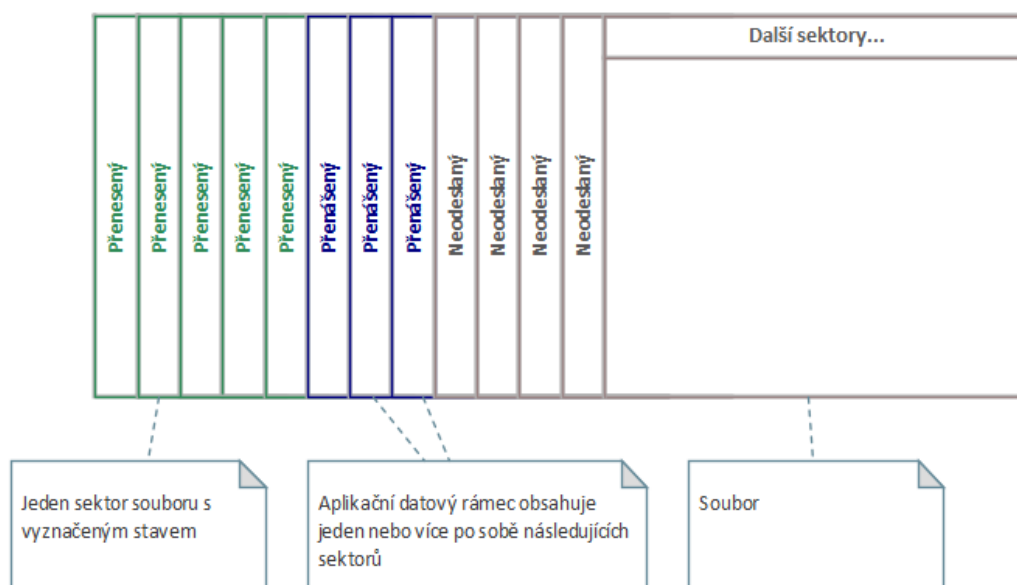 Další sektory...
Přenesený
Přenesený
Přenesený
Přenesený
Přenesený
Přenášený
Přenášený
Přenášený
Neodeslaný
Neodeslaný
Neodeslaný
Neodeslaný
Jeden sektor souboru s
vyznačeným stavem
Aplikační datový rámec obsahuje
jeden nebo více po sobě následujících
sektorů
Soubor